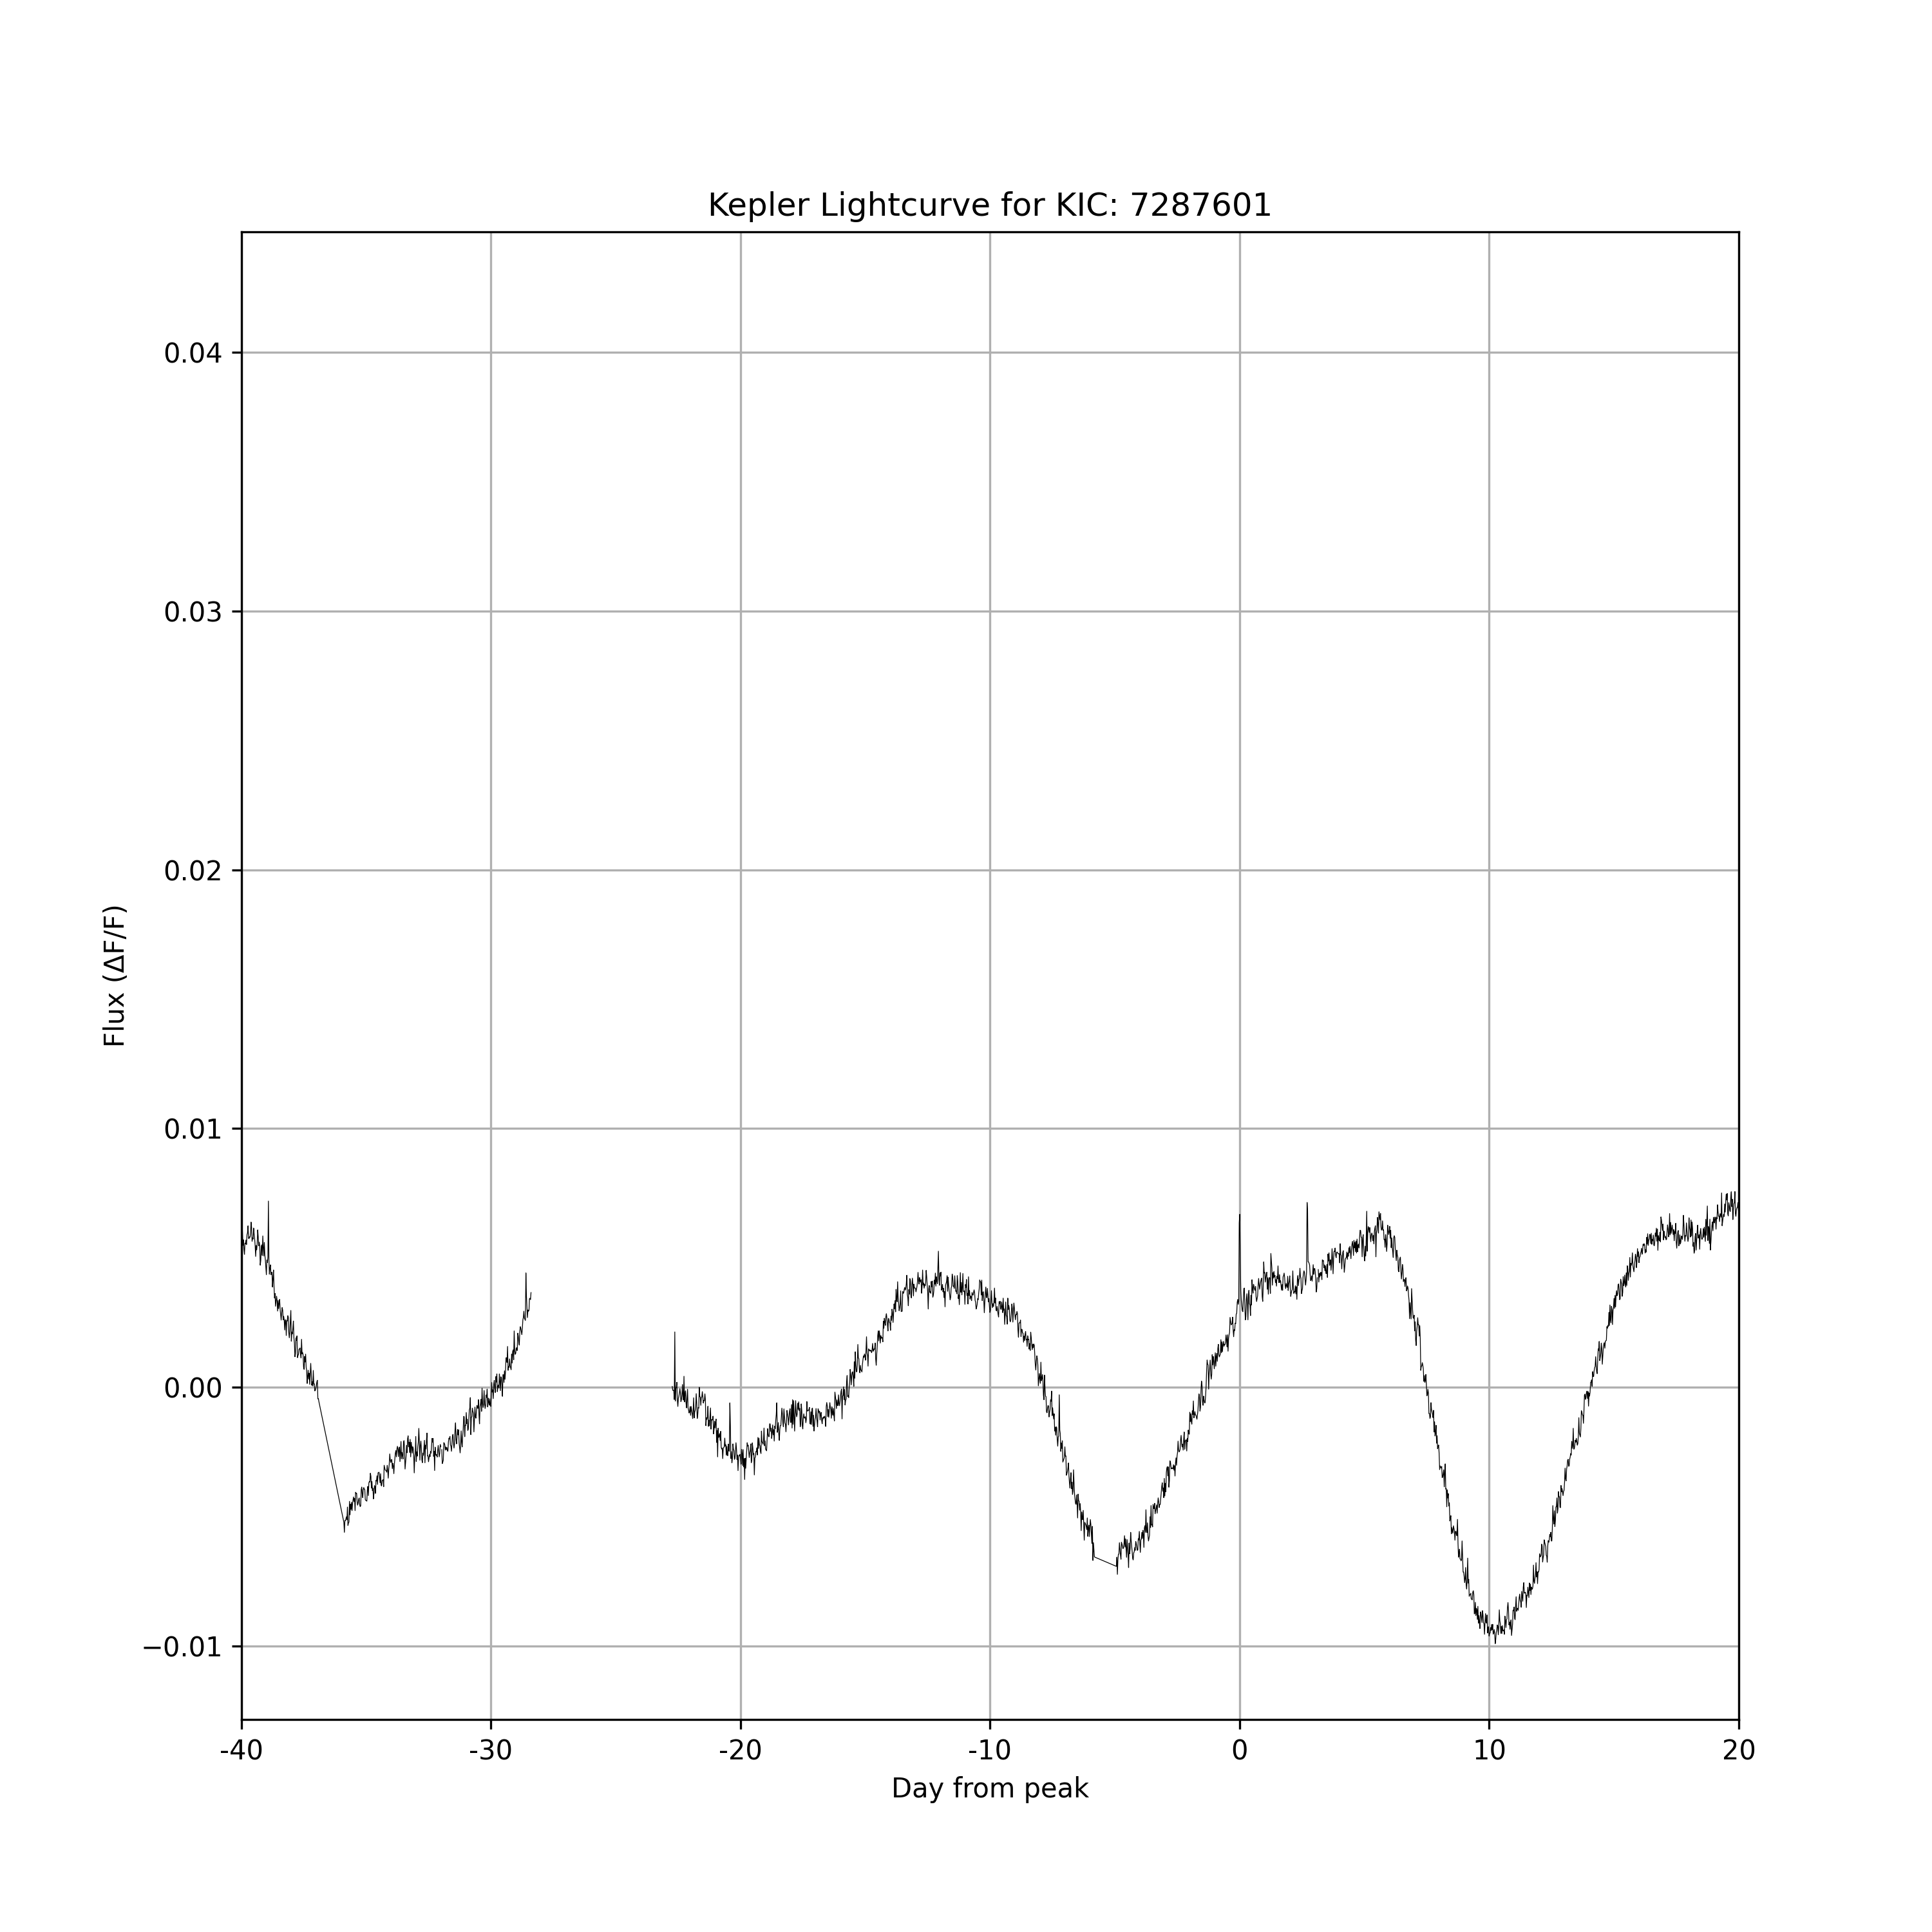 Kepler Lightcurve for KIC: 7287601
0.04
0.03
0.02
0.01
0.00
−0.01
Flux (ΔF/F)
-40 -30 -20 -10 0 10 20
Day from peak